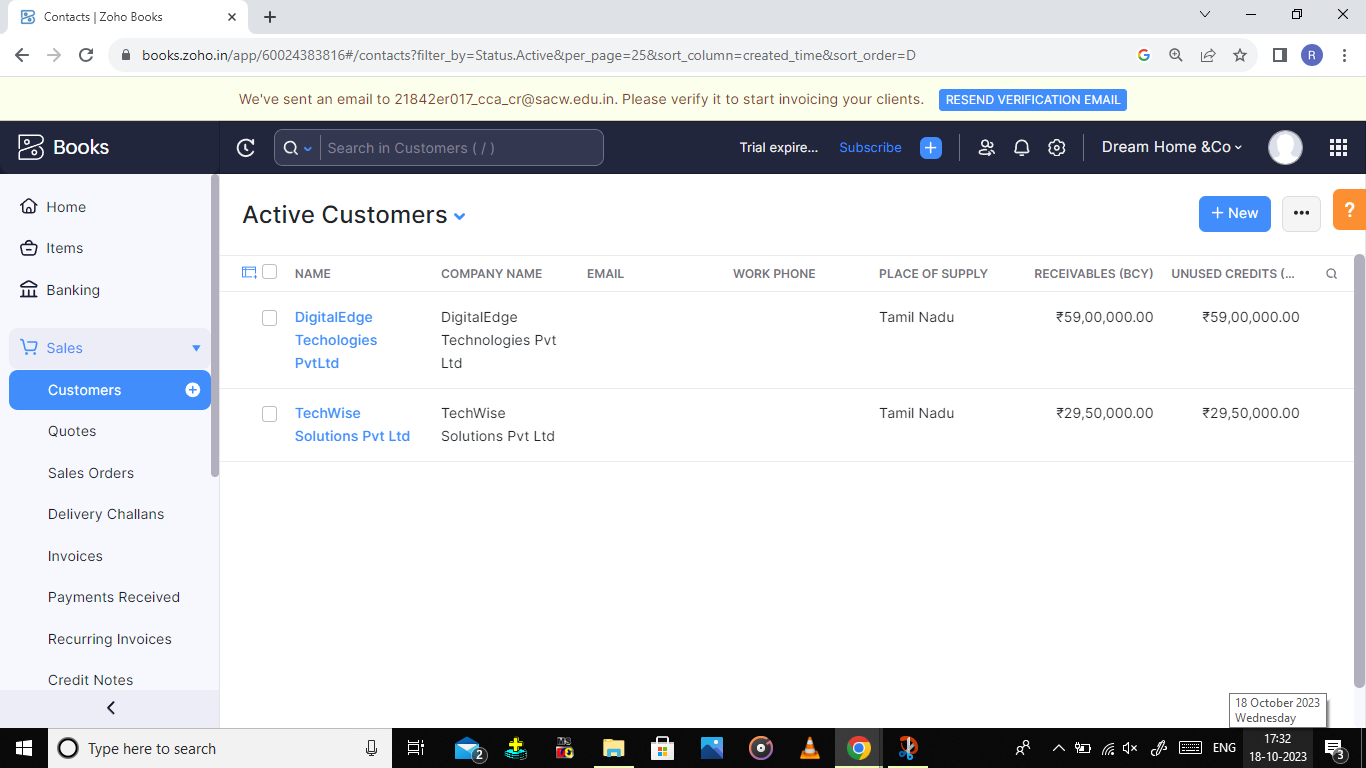 Contacts | Zoho Books
books.zoho.in/app/60024383816#/contacts?filter_by=Status.Active&per_page=25&sort_column=created_time&sort_order=D
R
We've sent an email to 21842er017_cca_cr@sacw.edu.in. Please verify it to start invoicing your clients. RESEND VERIFICATION EMAIL
Books
Search in Customers ( / )
Trial expire... Subscribe
Dream Home &Co
Home
Items
Banking
Sales
Customers
Quotes
Sales Orders
Delivery Challans
Invoices
Payments Received
Recurring Invoices
Credit Notes
Active Customers
+ New
?
NAME COMPANY NAME EMAIL WORK PHONE PLACE OF SUPPLY RECEIVABLES (BCY) UNUSED CREDITS (...
DigitalEdge DigitalEdge Tamil Nadu ₹59,00,000.00 ₹59,00,000.00
Techologies Technologies Pvt
PvtLtd Ltd
TechWise TechWise Tamil Nadu ₹29,50,000.00 ₹29,50,000.00
Solutions Pvt Ltd Solutions Pvt Ltd
18 October 2023
Wednesday
Type here to search
2
ENG
17:32
18-10-2023
3